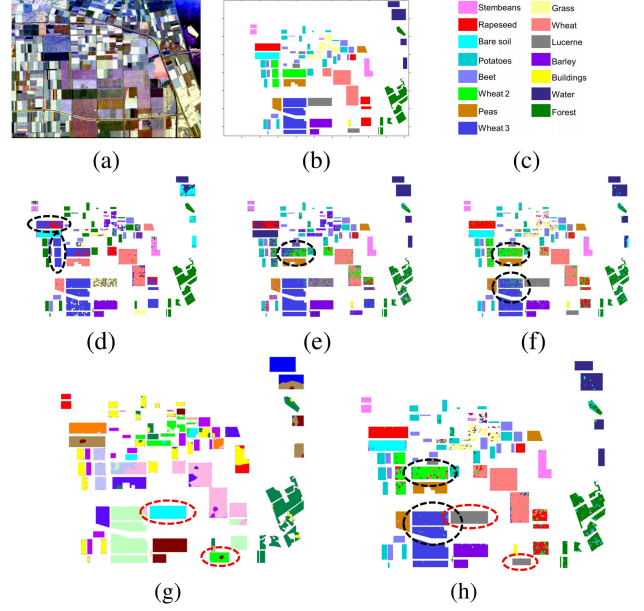 Stembeans
Rapeseed
Bare soil
Potatoes
Beet
Wheat 2
Peas
Wheat 3
Grass
Wheat
Lucerne
Barley
Buildings
Water
Forest
(a)
(b)
(c)
(d)
(e)
(f)
(g)
(h)